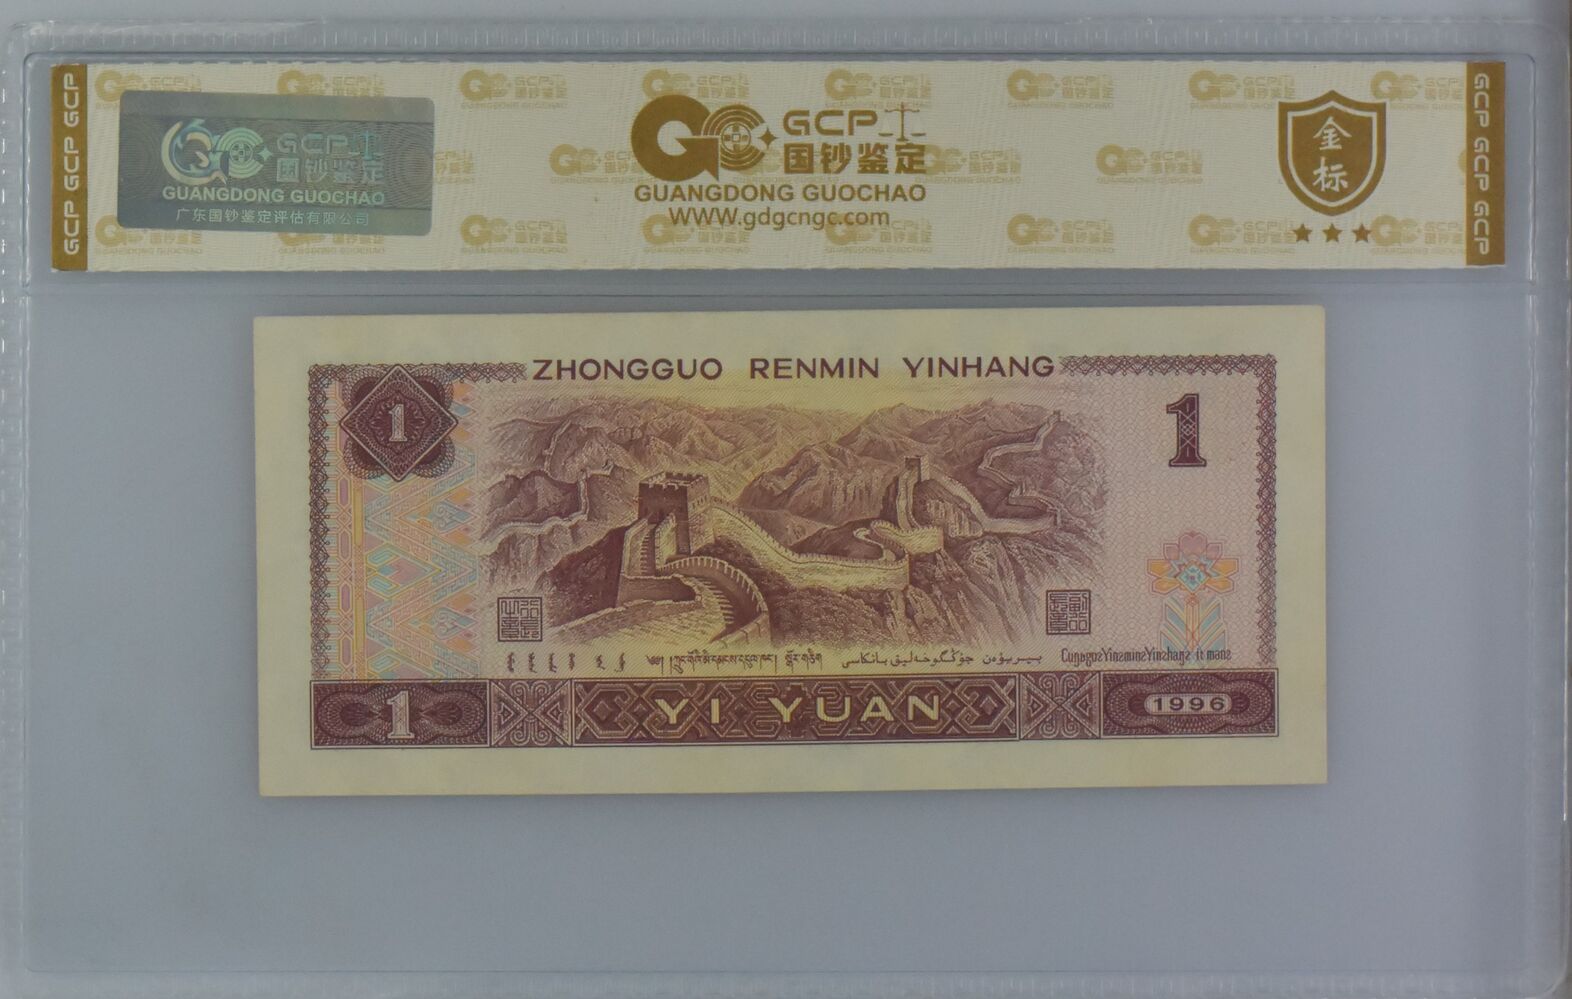 GCP GCP GCP
GCP
国钞鉴定
GUANGDONG GUOCHAO
广东国钞鉴定评估有限公司
GCP
国钞鉴定
GUANGDONG GUOCHAO
WWW.gdgcngc.com
金标
GCP GCP GCP
ZHONGGUO RENMIN YINHANG
1
1
1
YI YUAN
1996